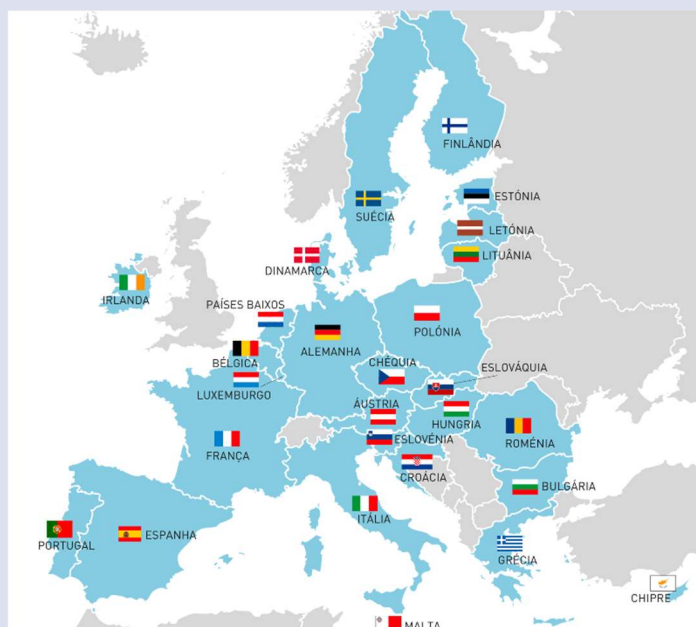 FINLÂNDIA
ESTÓNIA
SUÉCIA
LETÓNIA
LITUÂNIA
DINAMARCA
IRLANDA
PAÍSES BAIXOS
POLÓNIA
ALEMANHA
BÉLGICA
CHÉQUIA
ESLOVÁQUIA
LUXEMBURGO
ÁUSTRIA
HUNGRIA
ESLOVÉNIA
ROMÉNIA
FRANÇA
CROÁCIA
BULGÁRIA
ITÁLIA
ESPANHA
PORTUGAL
GRÉCIA
CHIPRE
MALTA